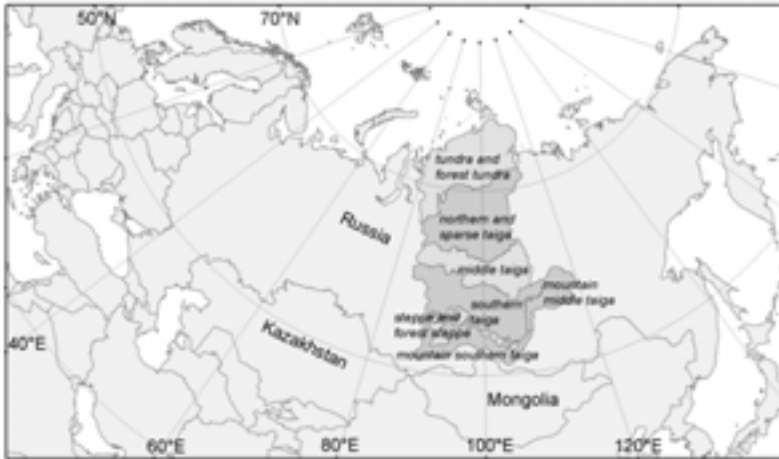 50°N
70°N
tundra and
forest tundra
northern and
sparse taiga
Russia
middle taiga
mountain
middle taiga
southern
taiga
steppe and
forest steppe
mountain southern taiga
Kazakhstan
40°E
Mongolia
60°E
80°E
100°E
120°E